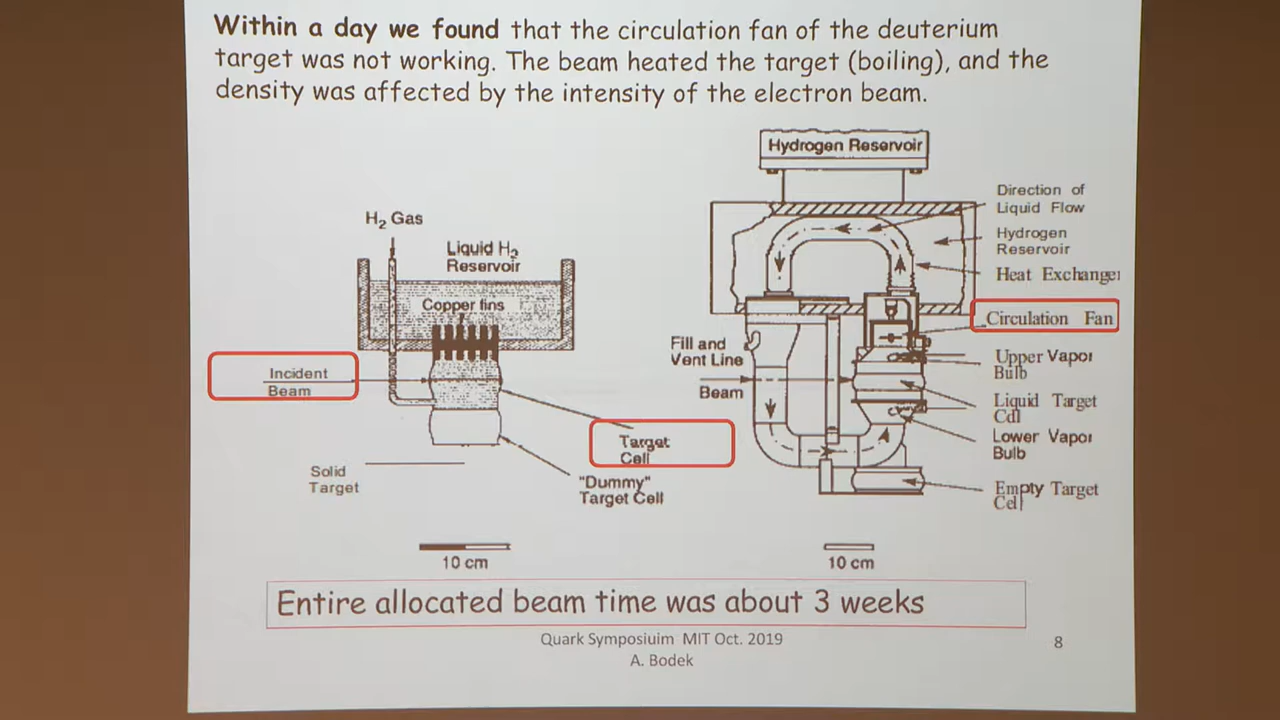 Within a day we found that the circulation fan of the deuterium
target was not working. The beam heated the target (boiling), and the
density was affected by the intensity of the electron beam.
H2 Gas
Liquid H2
Reservoir
Copper fins
Incident
Beam
Target
Cell
Solid
Target
"Dummy"
Target Cell
10 cm
Hydrogen Reservoir
Direction of
Liquid Flow
Hydrogen
Reservoir
Heat Exchanger
Circulation Fan
Fill and
Vent Line
Upper Vapor
Bulb
Beam
Liquid Target
Cell
Lower Vapor
Bulb
Empty Target
Cell
10 cm
Entire allocated beam time was about 3 weeks
Quark Symposiuim MIT Oct. 2019
A. Bodek
8